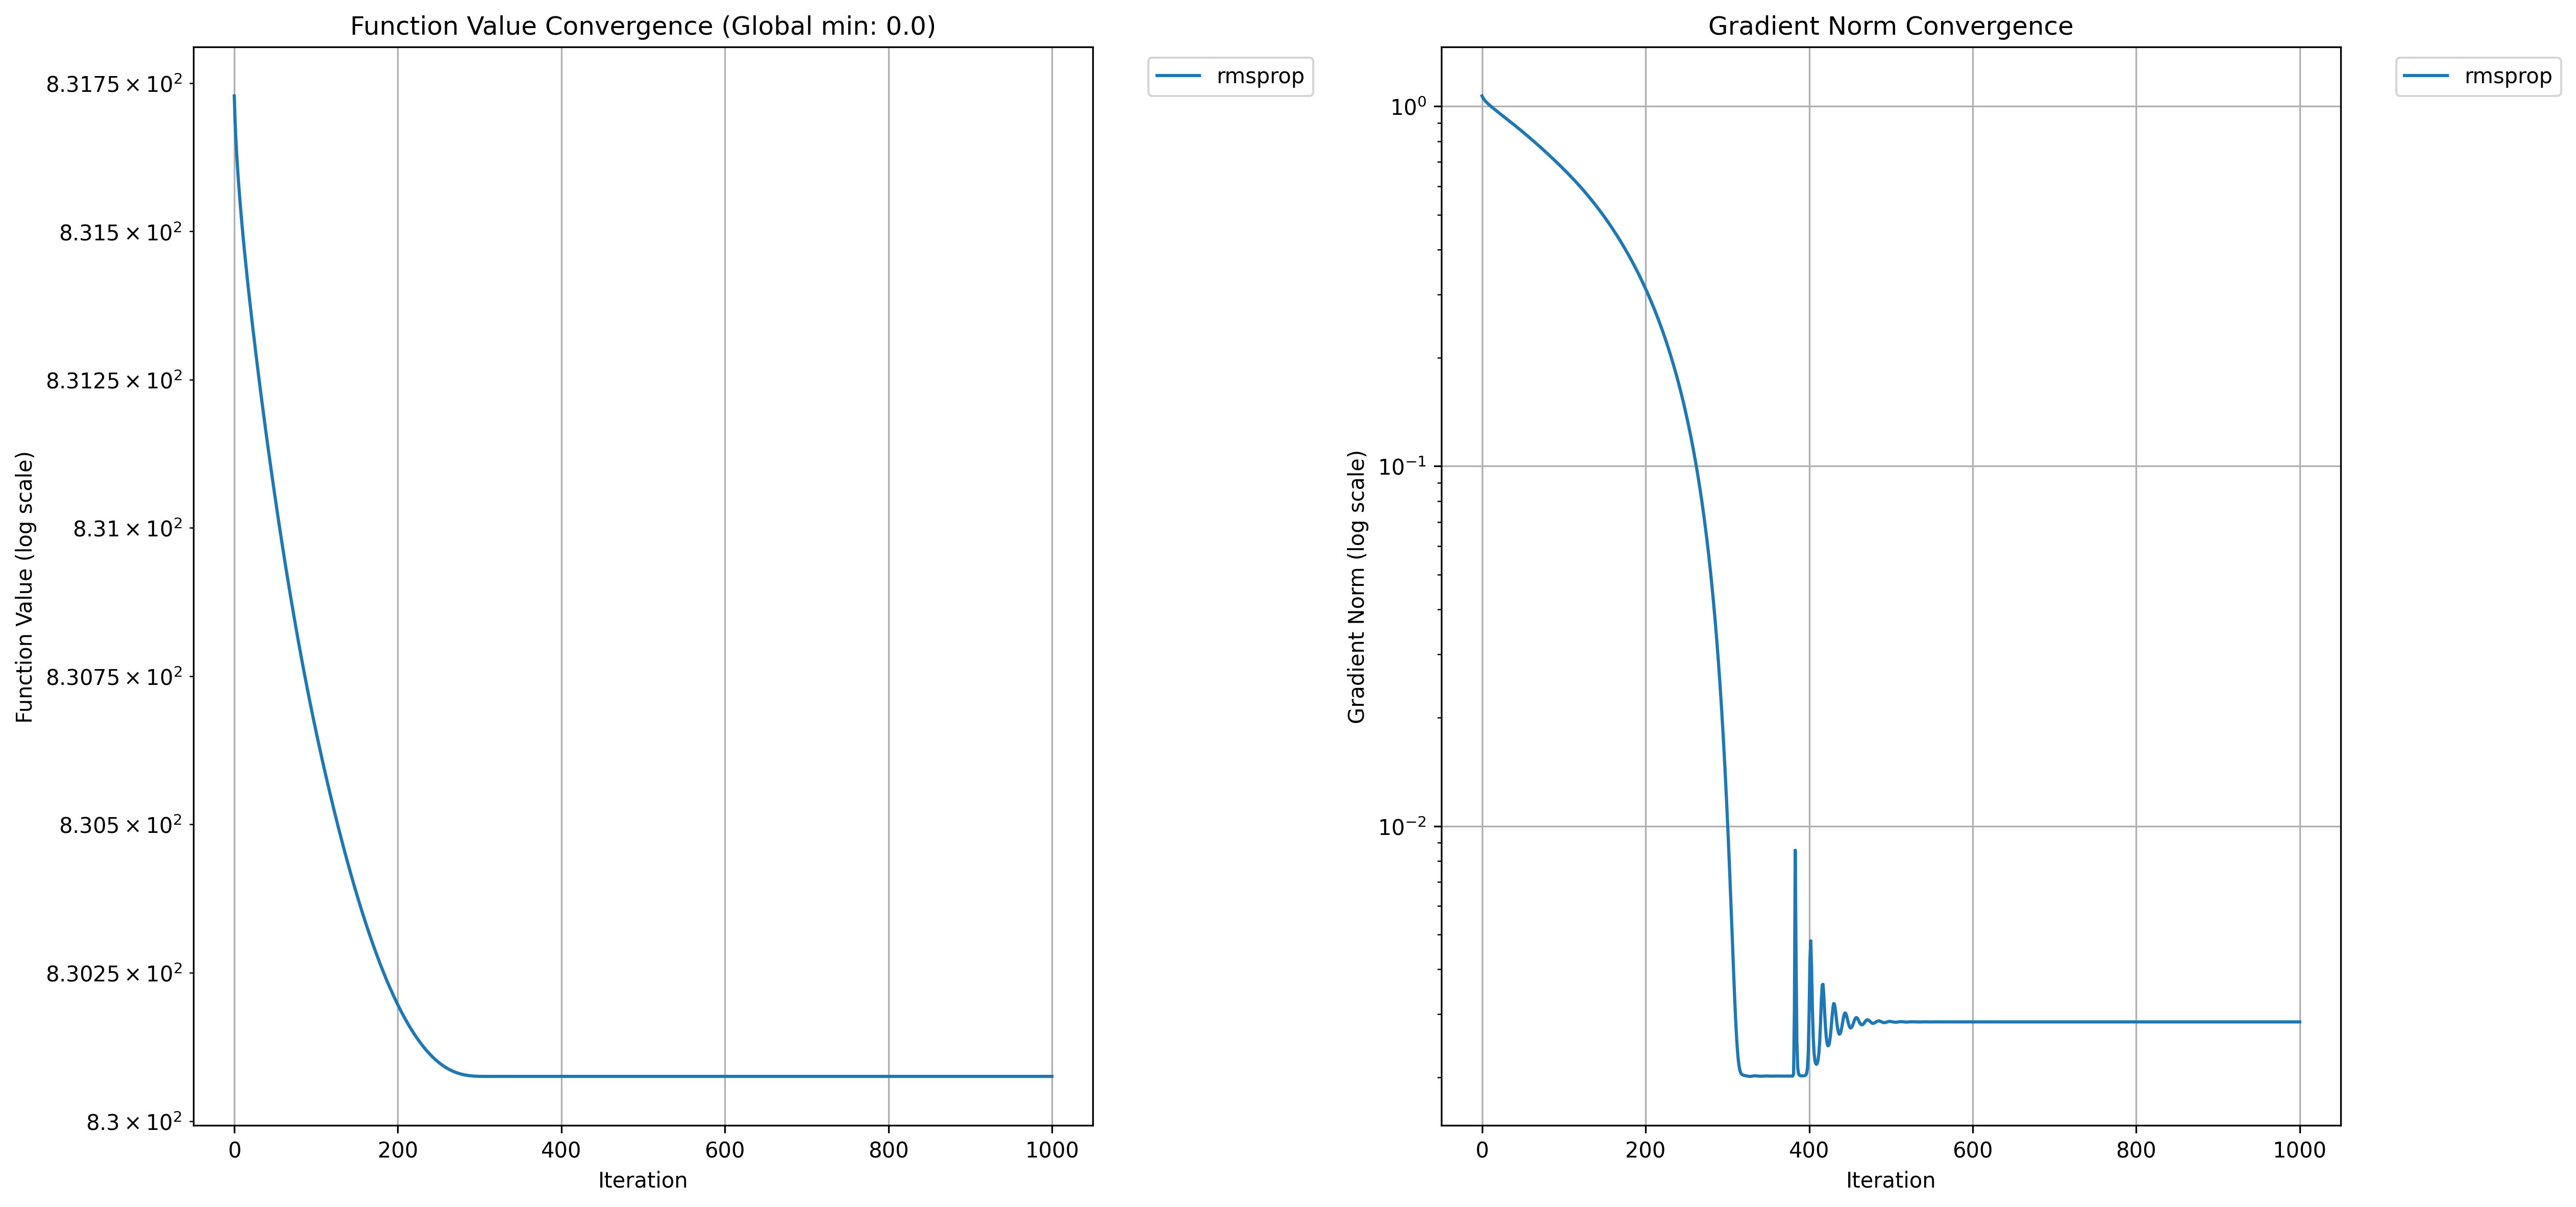 Function Value Convergence (Global min: 0.0)
Function Value (log scale)
8.3175 × 10²
8.315 × 10²
8.3125 × 10²
8.31 × 10²
8.3075 × 10²
8.305 × 10²
8.3025 × 10²
8.3 × 10²
0 200 400 600 800 1000
Iteration
rmsprop
Gradient Norm Convergence
Gradient Norm (log scale)
10⁰
10⁻¹
10⁻²
0 200 400 600 800 1000
Iteration
rmsprop